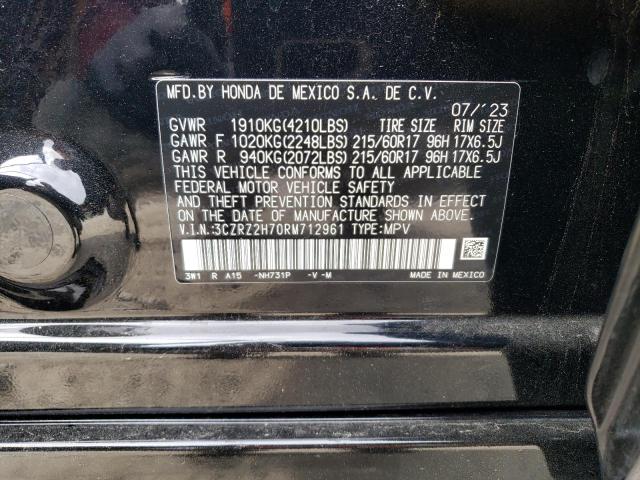 MFD.BY HONDA DE MEXICO S.A. DE C.V.
07/'23
GVWR 1910KG(4210LBS) TIRE SIZE RIM SIZE
GAWR F 1020KG(2248LBS) 215/60R17 96H 17X6.5J
GAWR R 940KG(2072LBS) 215/60R17 96H 17X6.5J
THIS VEHICLE CONFORMS TO ALL APPLICABLE
FEDERAL MOTOR VEHICLE SAFETY
AND THEFT PREVENTION STANDARDS IN EFFECT
ON THE DATE OF MANUFACTURE SHOWN ABOVE.
V.I.N.:3CZRZ2H70RM712961 TYPE:MPV
3W1 R A15 -NH731P -V-M MADE IN MEXICO